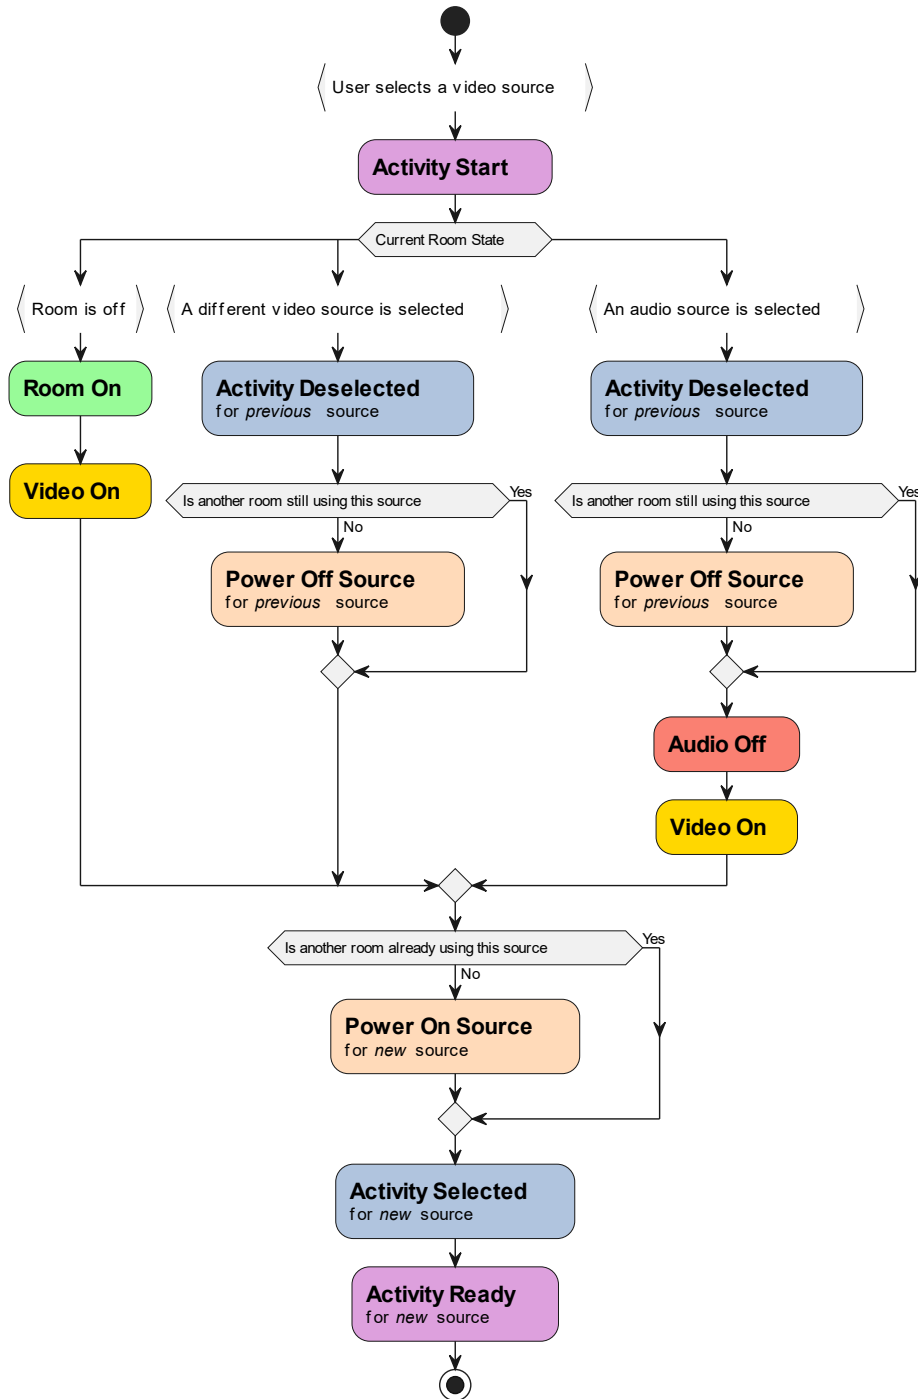 User selects a video source
Activity Start
Current Room State
Room is off
A different video source is selected
An audio source is selected
Room On
Activity Deselected
for previous source
Activity Deselected
for previous source
Video On
Is another room still using this source
Yes
No
Is another room still using this source
Yes
No
Power Off Source
for previous source
Power Off Source
for previous source
Audio Off
Video On
Is another room already using this source
Yes
No
Power On Source
for new source
Activity Selected
for new source
Activity Ready
for new source